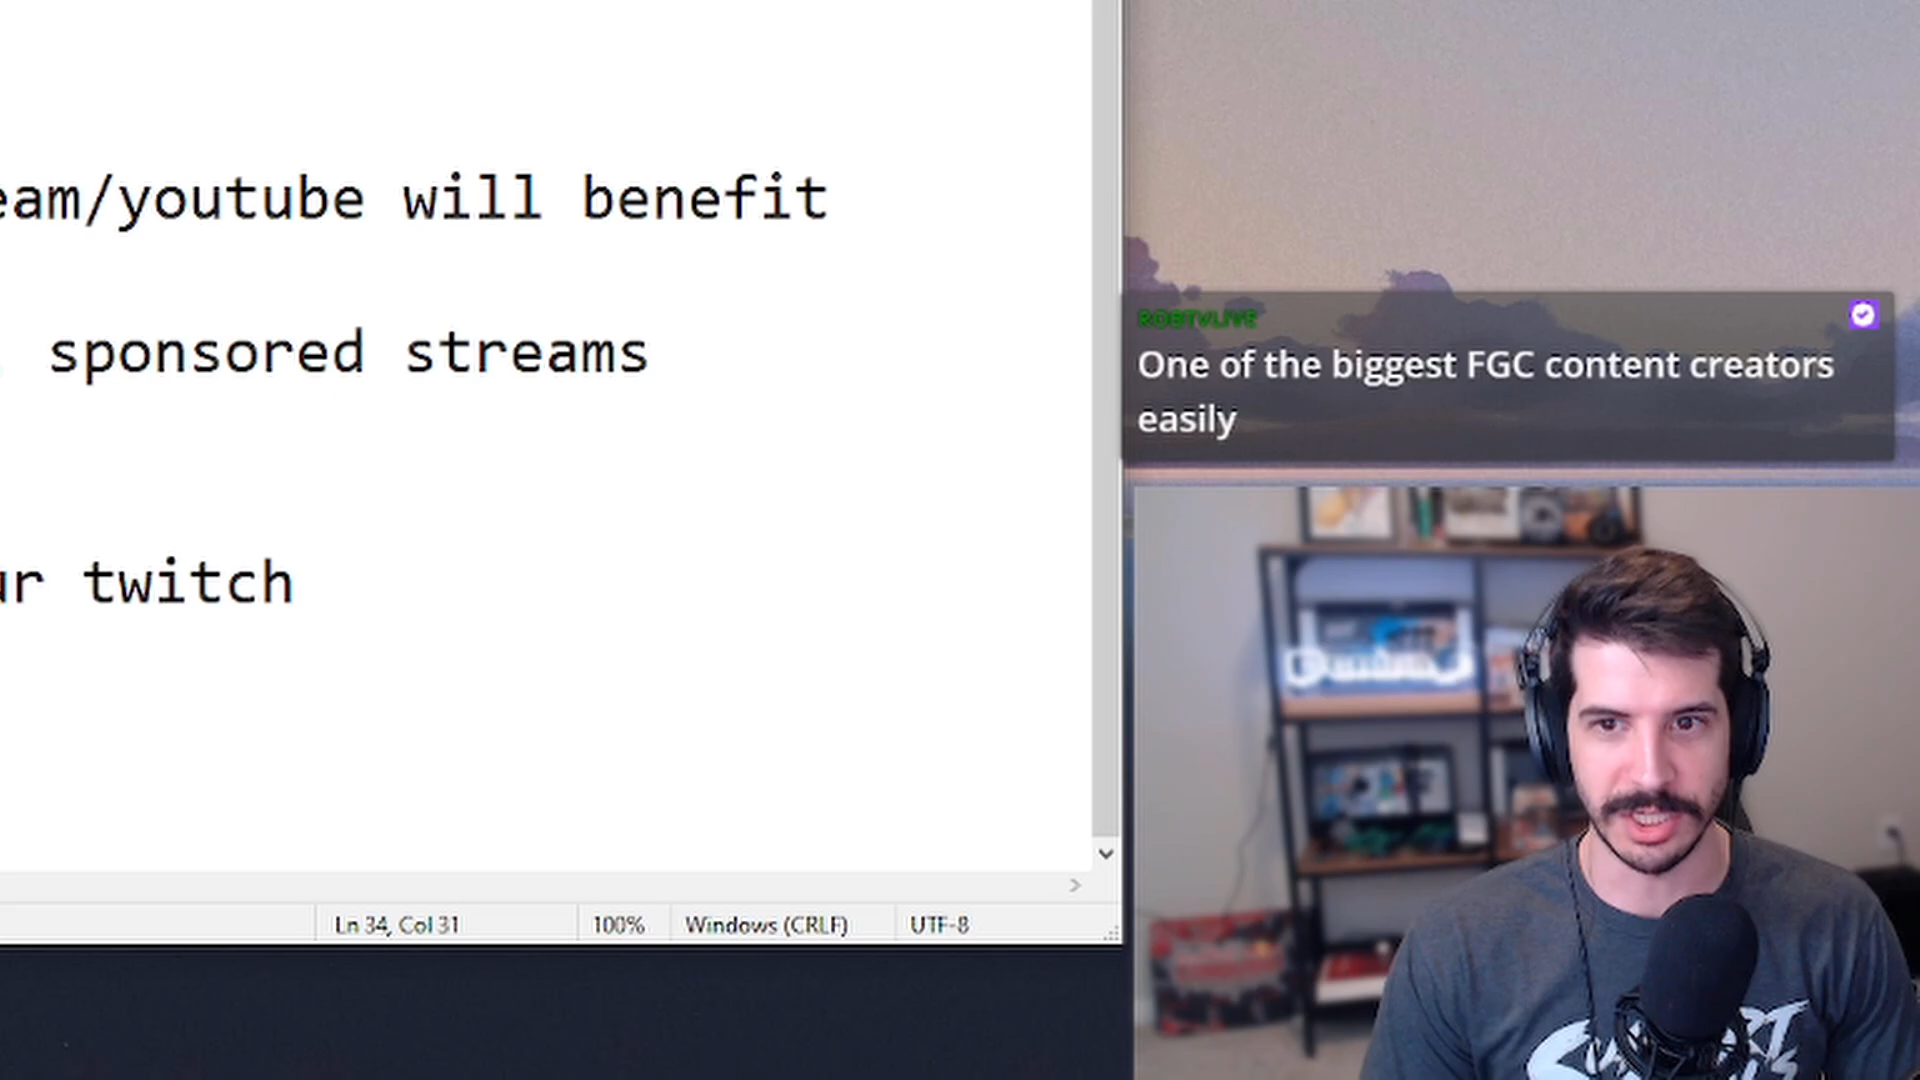 eam/youtube will benefit
sponsored streams
ur twitch
Ln 34, Col 31
100%
Windows (CRLF)
UTF-8
ROBTVLIVE
One of the biggest FGC content creators
easily